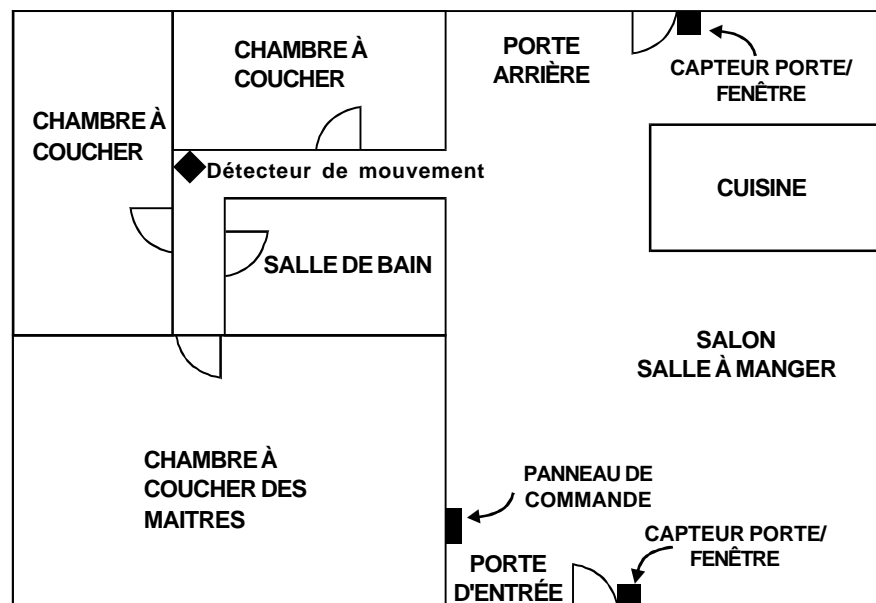 CHAMBRE À
COUCHER
PORTE
ARRIÈRE
CAPTEUR PORTE/
FENÊTRE
CHAMBRE À
COUCHER
Détecteur de mouvement
CUISINE
SALLE DE BAIN
SALON
SALLE À MANGER
CHAMBRE À
COUCHER DES
MAITRES
PANNEAU DE
COMMANDE
CAPTEUR PORTE/
FENÊTRE
PORTE
D'ENTRÉE